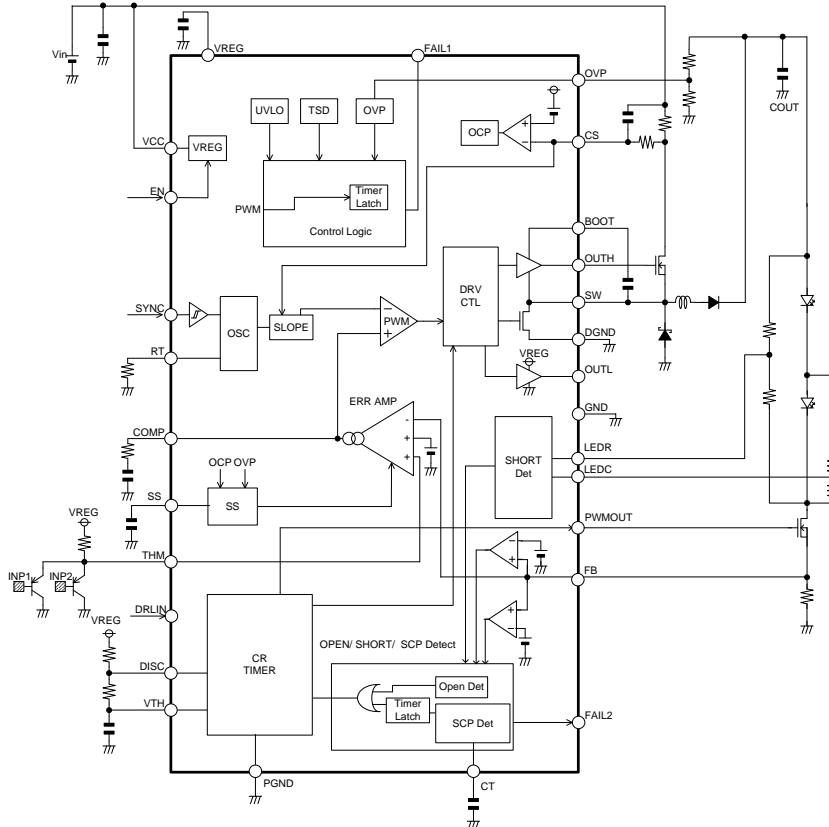 Vin
VREG
FAIL1
OVP
COUT
UVLO
TSD
OVP
OCP
+
−
CS
VCC
VREG
EN
PWM
Timer
Latch
Control Logic
BOOT
OUTH
DRV
CTL
SW
SYNC
OSC
SLOPE
−
+
PWM
DGND
RT
VREG
OUTL
ERR AMP
GND
COMP
-
+
+
SHORT
Det
LEDR
LEDC
OCP OVP
SS
SS
VREG
PWMOUT
THM
−
+
FB
INP1
INP2
DRLIN
VREG
+
−
OPEN/ SHORT/ SCP Detect
CR
TIMER
DISC
Open Det
Timer
Latch
SCP Det
VTH
FAIL2
PGND
CT